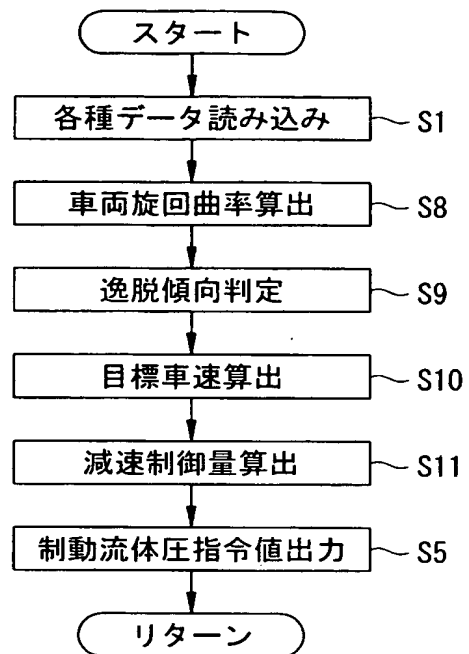 スタート
各種データ読み込み S1
車両旋回曲率算出 S8
逸脱傾向判定 S9
目標車速算出 S10
減速制御量算出 S11
制動流体圧指令値出力 S5
リターン